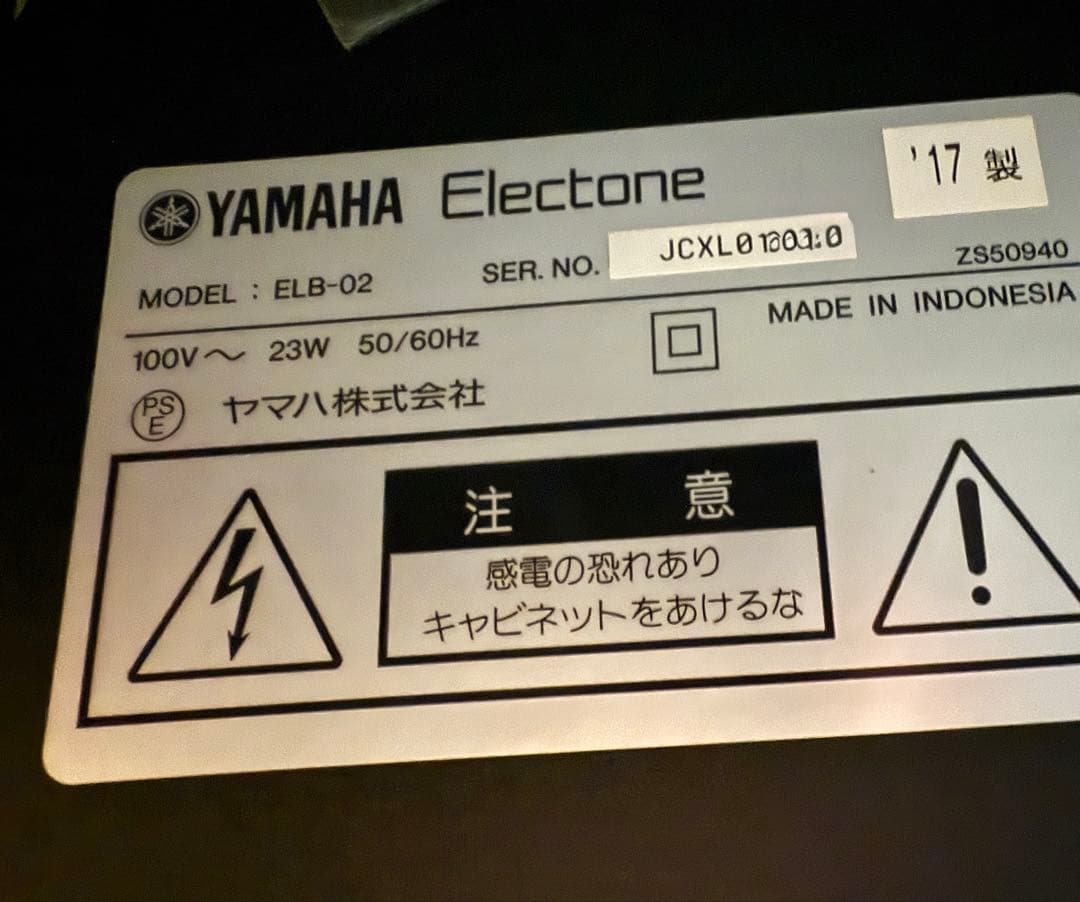 YAMAHA Electone '17 製
MODEL : ELB-02 SER. NO. ZS50940
100V～ 23W 50/60Hz MADE IN INDONESIA
PS
E
ヤマハ株式会社
注意
感電の恐れあり
キャビネットをあけるな